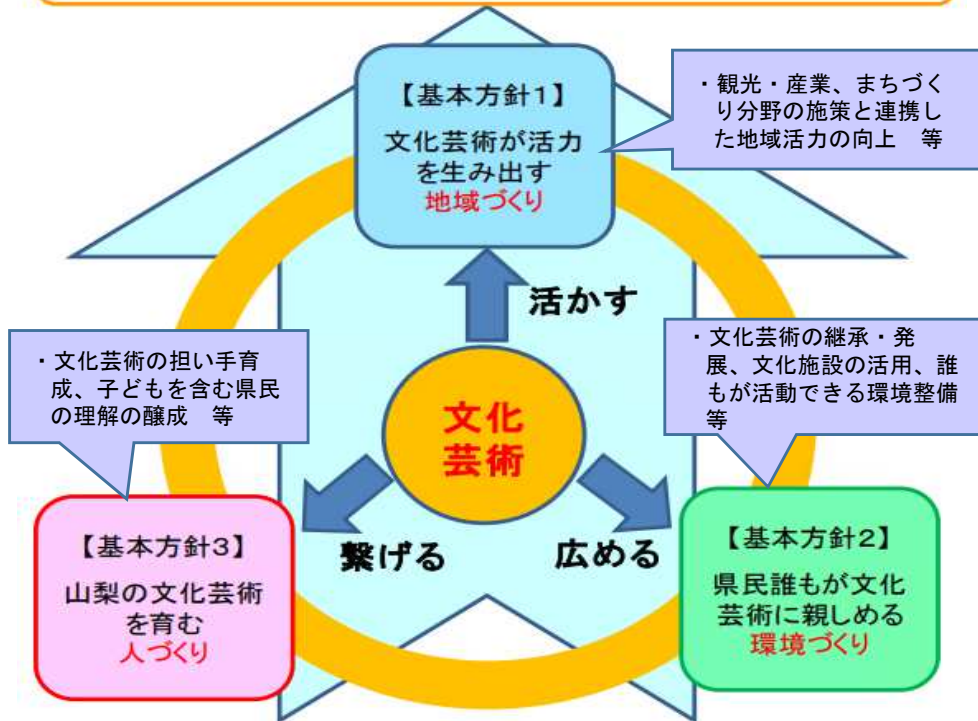 【基本方針1】
文化芸術が活力
を生み出す
地域づくり
・観光・産業、まちづく
り分野の施策と連携し
た地域活力の向上　等
活かす
・文化芸術の担い手育
成、子どもを含む県民
の理解の醸成　等
・文化芸術の継承・発
展、文化施設の活用、誰
もが活動できる環境整備
等
文化
芸術
繋げる
広める
【基本方針3】
山梨の文化芸術
を育む
人づくり
【基本方針2】
県民誰もが文化
芸術に親しめる
環境づくり